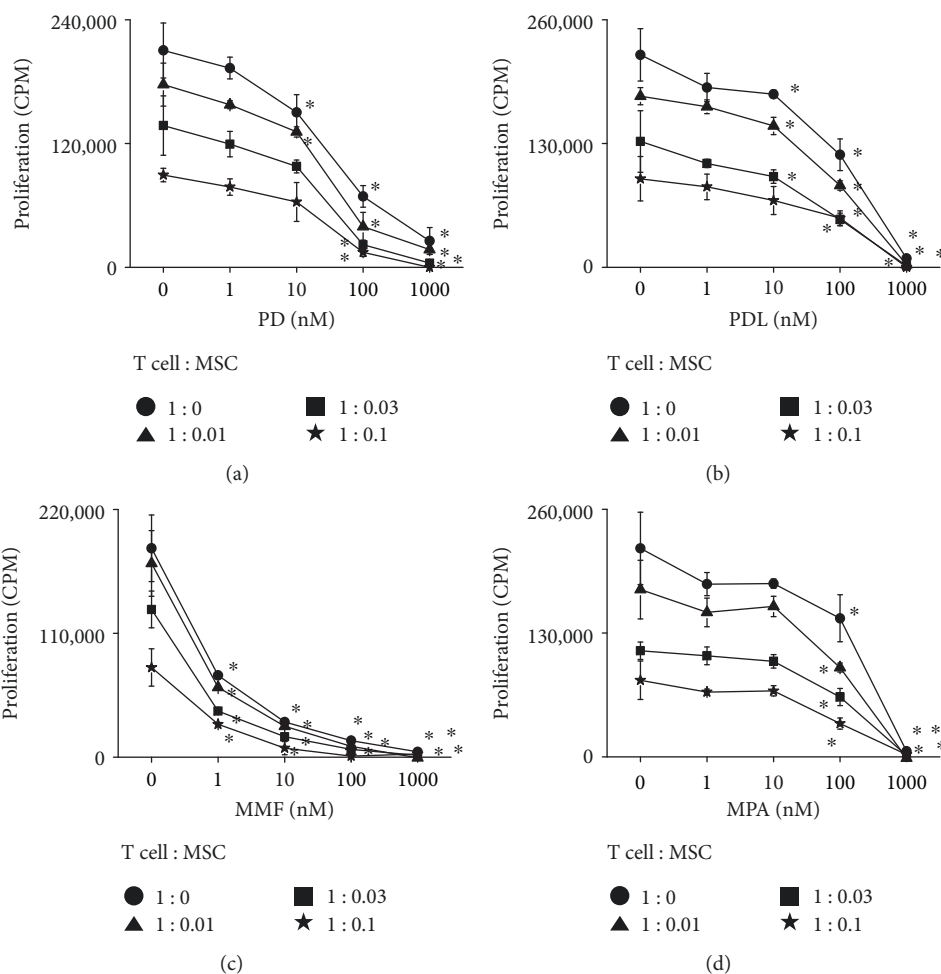 240,000
120,000
0
Proliferation (CPM)
0 1 10 100 1000
PD (nM)
* * * * * * * * * *
T cell : MSC
1 : 0 1 : 0.03
1 : 0.01 1 : 0.1
(a)
260,000
130,000
0
Proliferation (CPM)
0 1 10 100 1000
PDL (nM)
* * * * * * * * * * *
T cell : MSC
1 : 0 1 : 0.03
1 : 0.01 1 : 0.1
(b)
220,000
110,000
0
Proliferation (CPM)
0 1 10 100 1000
MMF (nM)
* * * * * * * * * * * * * * * *
T cell : MSC
1 : 0 1 : 0.03
1 : 0.01 1 : 0.1
(c)
260,000
130,000
0
Proliferation (CPM)
0 1 10 100 1000
MPA (nM)
* * * * * * * *
T cell : MSC
1 : 0 1 : 0.03
1 : 0.01 1 : 0.1
(d)